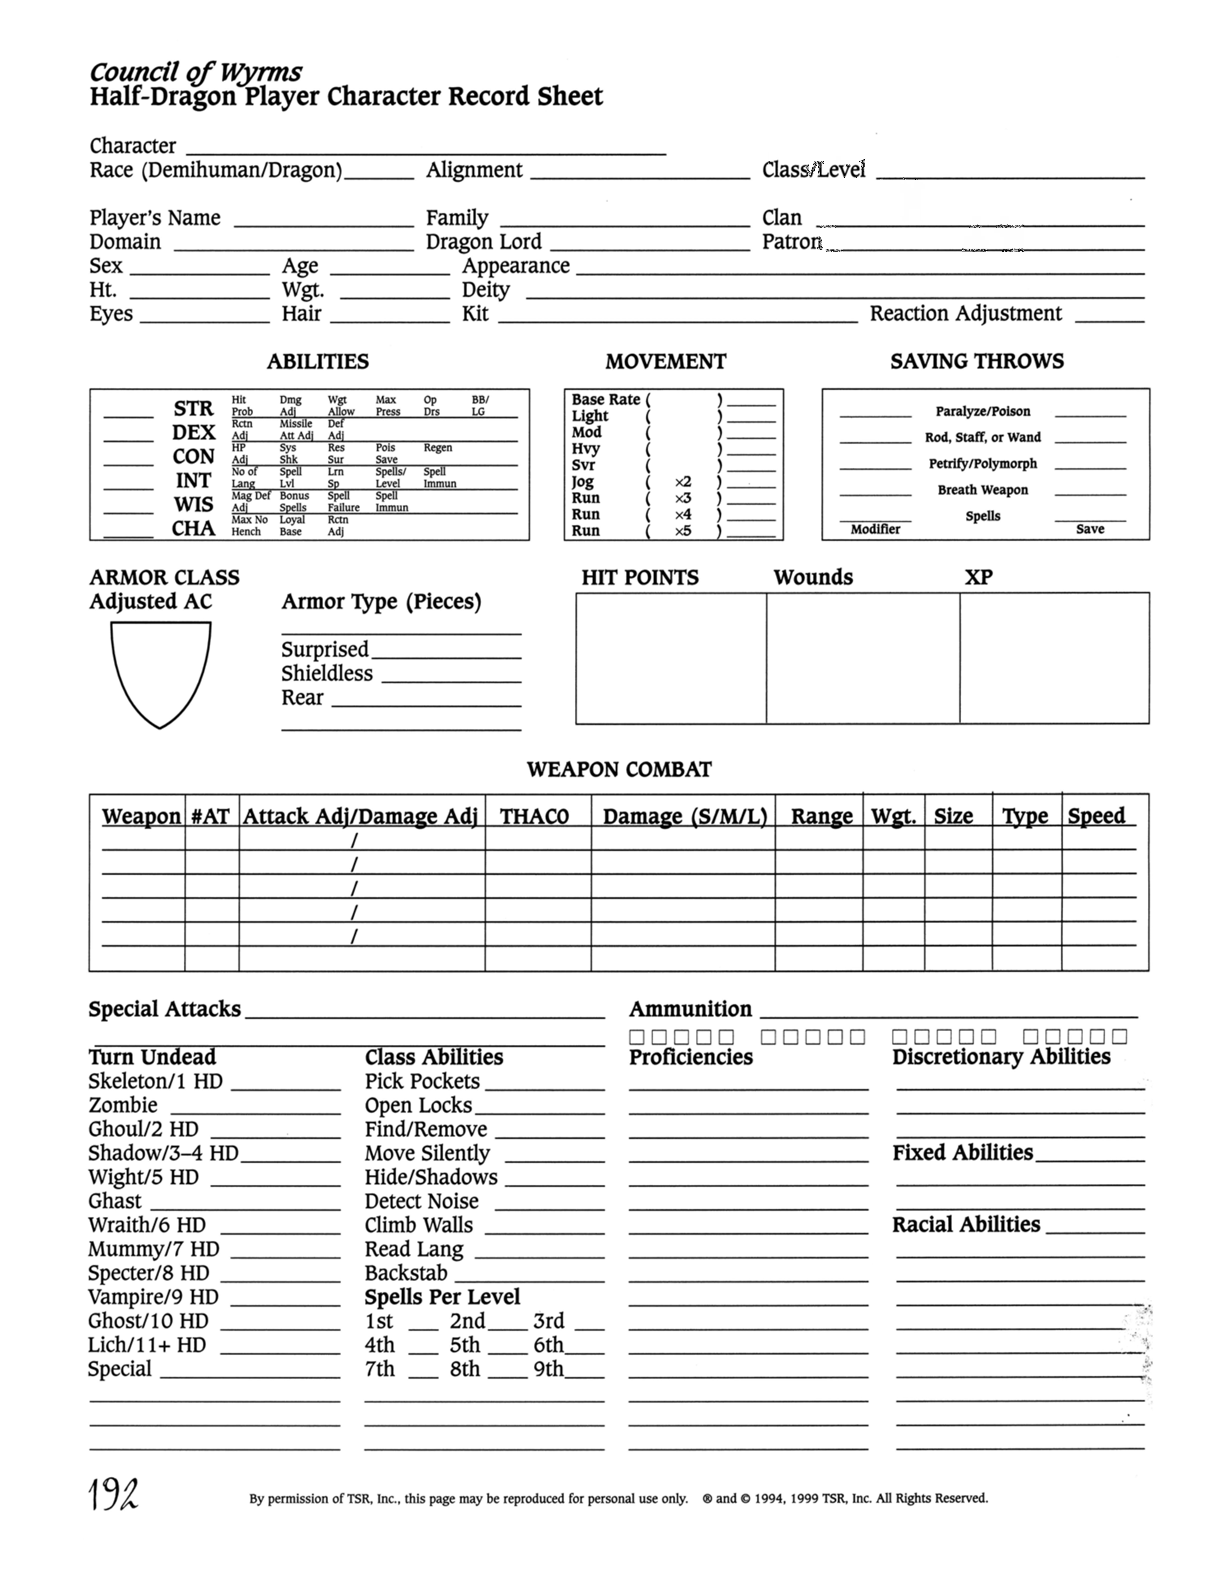 Council of Wyrms
Half-Dragon Player Character Record Sheet
Character
Race (Demihuman/Dragon) Alignment Class/Level
Player's Name Family Clan
Domain Dragon Lord Patron
Sex Age Appearance
Ht. Wgt. Deity
Eyes Hair Kit Reaction Adjustment
ABILITIES MOVEMENT SAVING THROWS
STR Hit Prob Dmg Adj Wgt Allow Max Press Op Drs BB/LG
DEX Rctn Adj Missile Att Adj Def Adj
CON HP Adj Sys Shk Res Sur Pois Save Regen
INT No of Lang Spell Lvl Lrn Sp Spells/Level Spell Immun
WIS Mag Def Adj Bonus Spells Spell Failure Spell Immun
CHA Max No Hench Loyal Base Rctn Adj
Base Rate ( )
Light ( )
Mod ( )
Hvy ( )
Svr ( )
Jog ( x2 )
Run ( x3 )
Run ( x4 )
Run ( x5 )
Paralyze/Poison
Rod, Staff, or Wand
Petrify/Polymorph
Breath Weapon
Spells
Modifier Save
ARMOR CLASS
Adjusted AC
Armor Type (Pieces)
Surprised
Shieldless
Rear
HIT POINTS Wounds XP
WEAPON COMBAT
Weapon #AT Attack Adj/Damage Adj THACO Damage (S/M/L) Range Wgt. Size Type Speed
/
/
/
/
/
Special Attacks Ammunition
Turn Undead
Skeleton/1 HD
Zombie
Ghoul/2 HD
Shadow/3–4 HD
Wight/5 HD
Ghast
Wraith/6 HD
Mummy/7 HD
Specter/8 HD
Vampire/9 HD
Ghost/10 HD
Lich/11+ HD
Special
Class Abilities
Pick Pockets
Open Locks
Find/Remove
Move Silently
Hide/Shadows
Detect Noise
Climb Walls
Read Lang
Backstab
Spells Per Level
1st 2nd 3rd
4th 5th 6th
7th 8th 9th
Proficiencies
Discretionary Abilities
Fixed Abilities
Racial Abilities
192
By permission of TSR, Inc., this page may be reproduced for personal use only. ® and © 1994, 1999 TSR, Inc. All Rights Reserved.